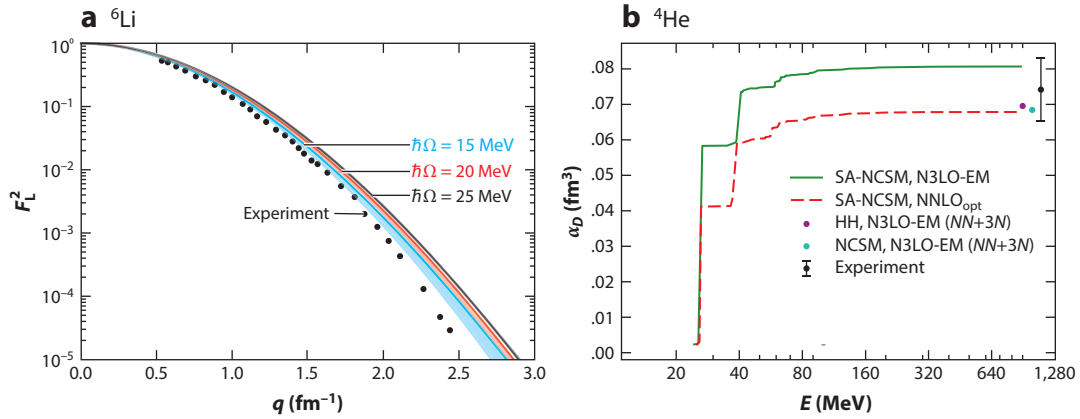 a ⁶Li
10⁰
10⁻¹
10⁻²
10⁻³
10⁻⁴
10⁻⁵
F_L²
0.0 0.5 1.0 1.5 2.0 2.5 3.0
q (fm⁻¹)
ℏΩ = 15 MeV
ℏΩ = 20 MeV
ℏΩ = 25 MeV
Experiment
b ⁴He
.08
.07
.06
.05
.04
.03
.02
.01
.00
α_D (fm³)
20 40 80 160 320 640 1,280
E (MeV)
SA-NCSM, N3LO-EM
SA-NCSM, NNLO_opt
HH, N3LO-EM (NN+3N)
NCSM, N3LO-EM (NN+3N)
Experiment